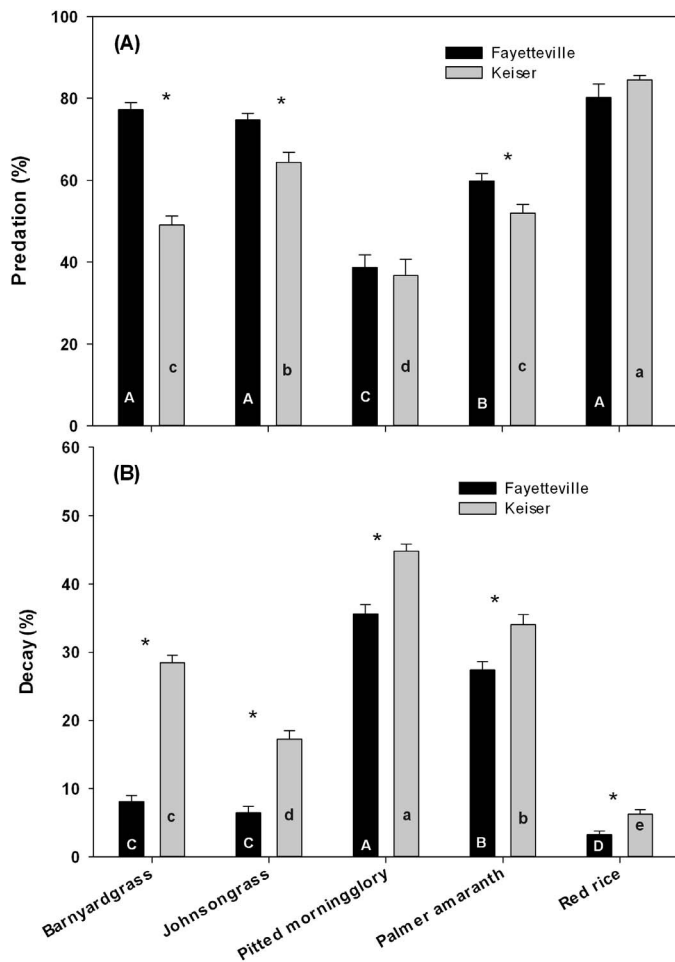 100
(A)
Fayetteville
Keiser
80
60
40
20
0
Predation (%)
*
*
*
A
c
A
b
C
d
B
c
A
a
60
(B)
Fayetteville
Keiser
50
40
30
20
10
0
Decay (%)
*
*
*
*
*
C
c
C
d
A
a
B
b
D
e
Barnyardgrass
Johnsongrass
Pitted morningglory
Palmer amaranth
Red rice